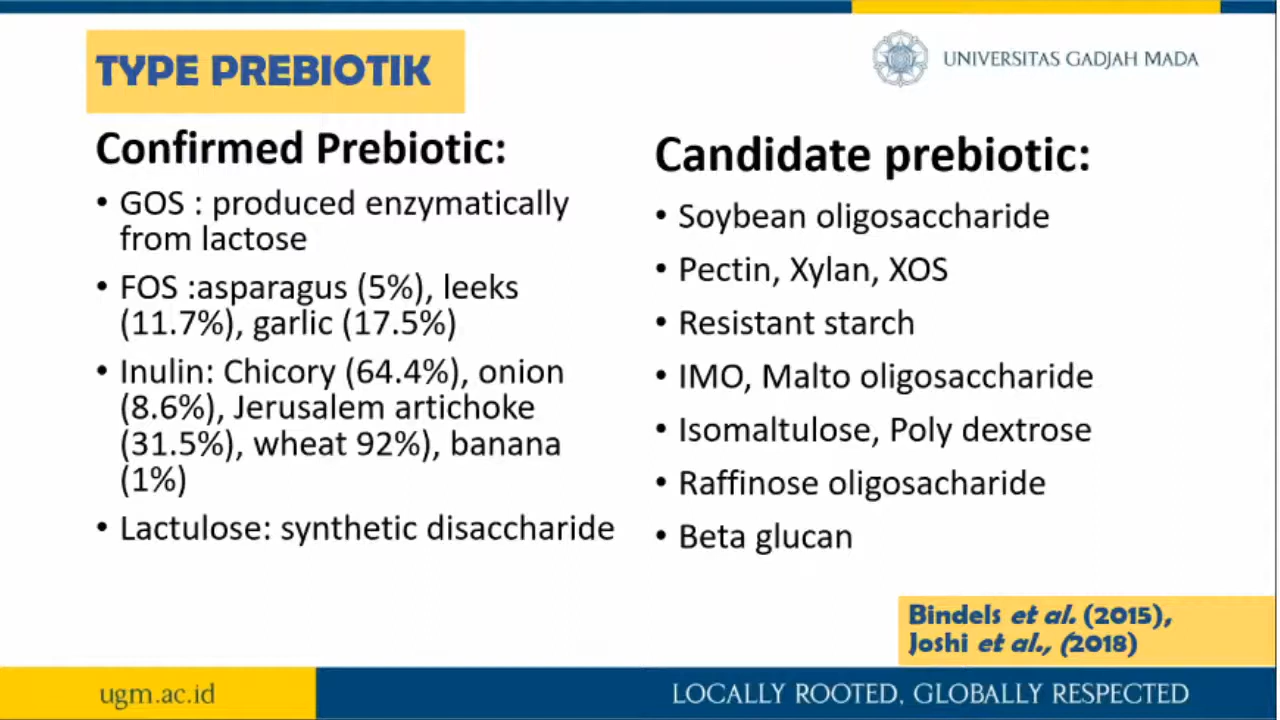 TYPE PREBIOTIK
UNIVERSITAS GADJAH MADA
Confirmed Prebiotic:
• GOS : produced enzymatically
from lactose
• FOS :asparagus (5%), leeks
(11.7%), garlic (17.5%)
• Inulin: Chicory (64.4%), onion
(8.6%), Jerusalem artichoke
(31.5%), wheat 92%), banana
(1%)
• Lactulose: synthetic disaccharide
Candidate prebiotic:
• Soybean oligosaccharide
• Pectin, Xylan, XOS
• Resistant starch
• IMO, Malto oligosaccharide
• Isomaltulose, Poly dextrose
• Raffinose oligosacharide
• Beta glucan
Bindels et al. (2015),
Joshi et al., (2018)
ugm.ac.id
LOCALLY ROOTED, GLOBALLY RESPECTED